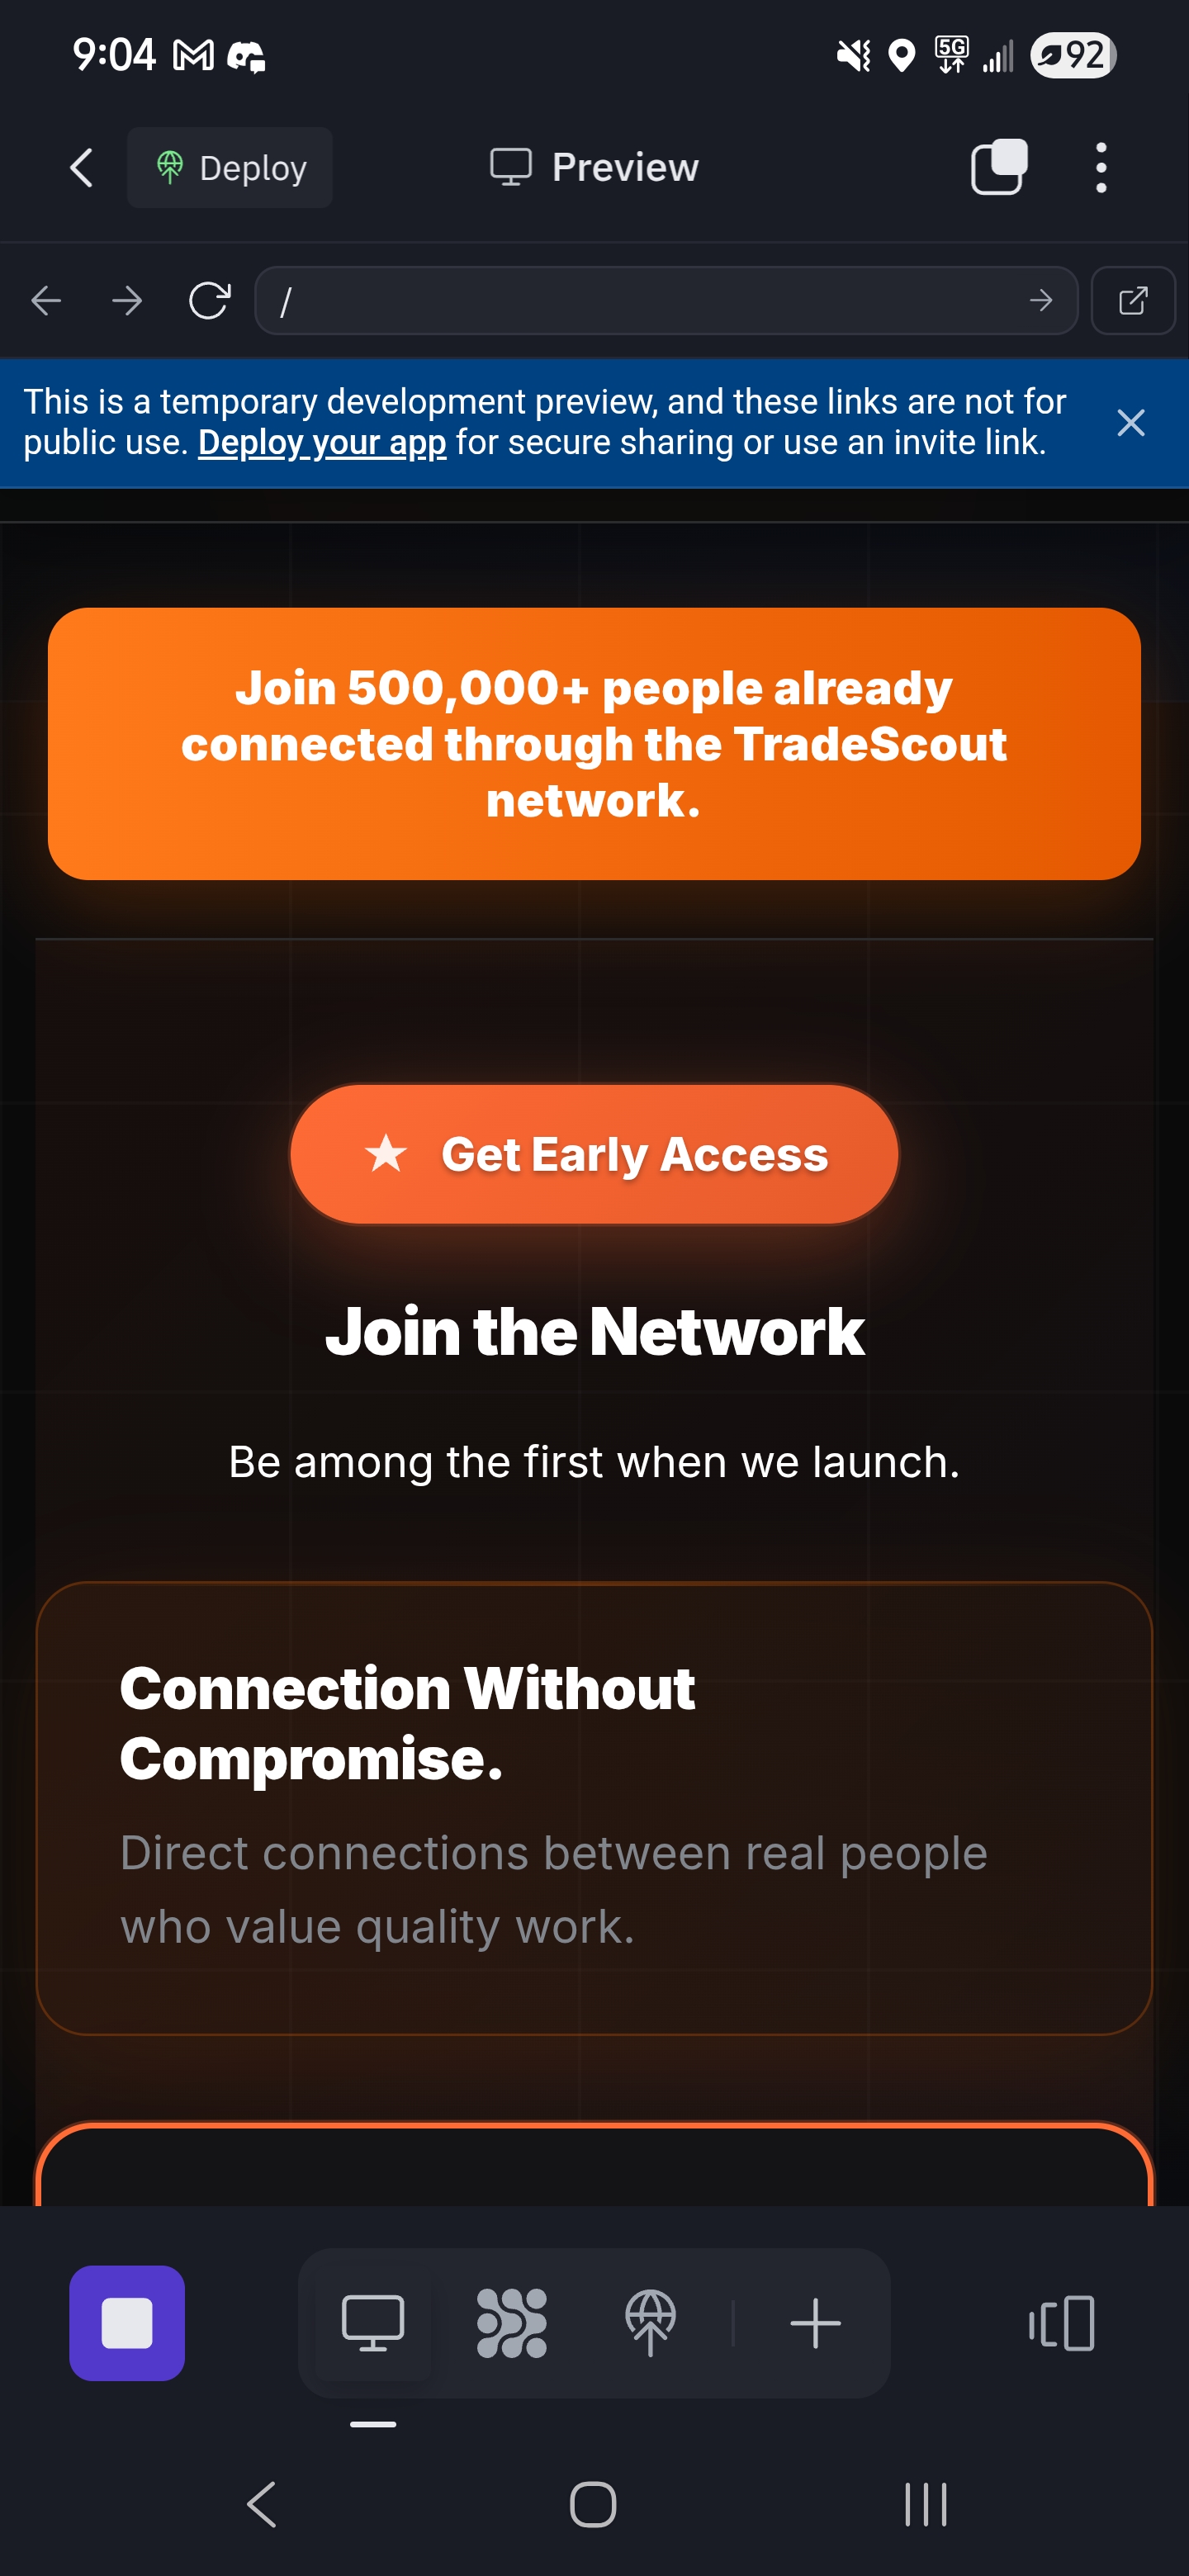 9:04
5G
92
Deploy
Preview
/
This is a temporary development preview, and these links are not for
public use. Deploy your app for secure sharing or use an invite link.
Join 500,000+ people already
connected through the TradeScout
network.
Get Early Access
Join the Network
Be among the first when we launch.
Connection Without
Compromise.
Direct connections between real people
who value quality work.